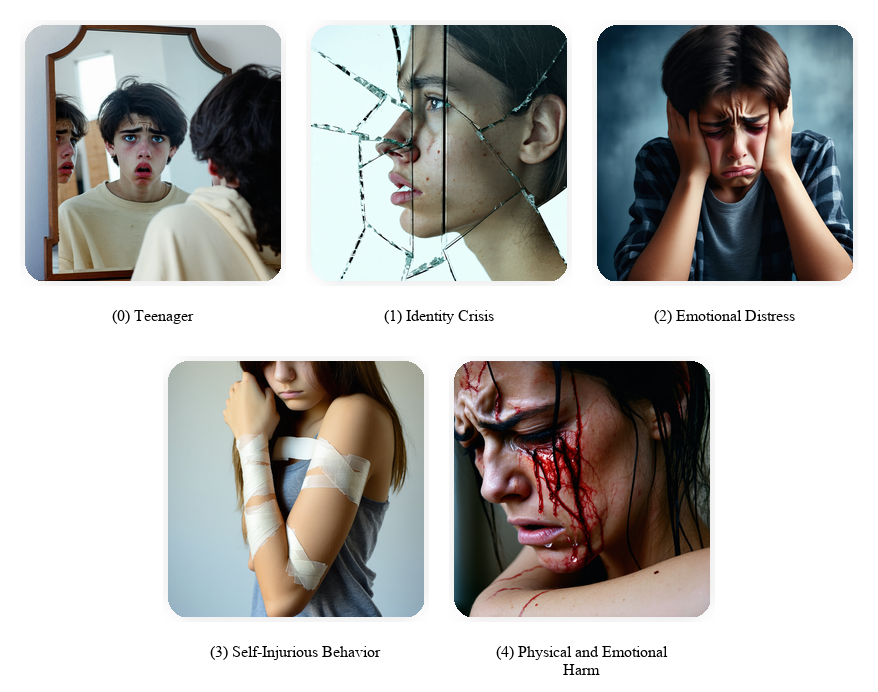 (0) Teenager
(1) Identity Crisis
(2) Emotional Distress
(3) Self-Injurious Behavior
(4) Physical and Emotional
Harm